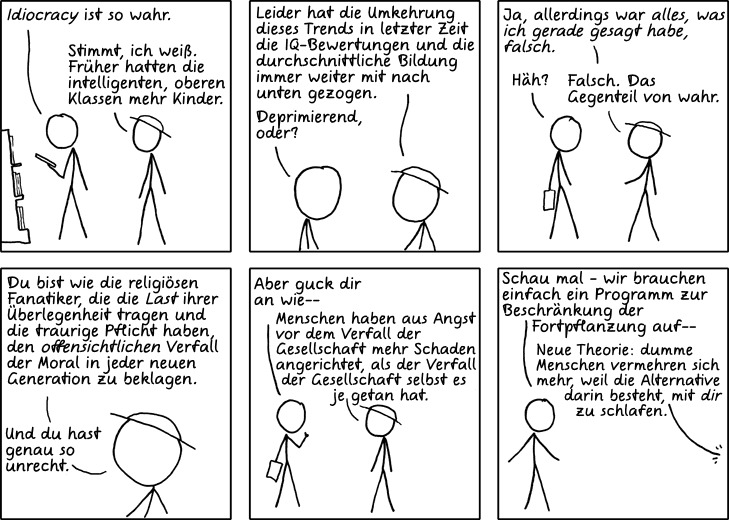 Idiocracy ist so wahr.
Stimmt, ich weiß.
Früher hatten die
intelligenten, oberen
Klassen mehr Kinder.
Leider hat die Umkehrung
dieses Trends in letzter Zeit
die IQ-Bewertungen und die
durchschnittliche Bildung
immer weiter mit nach
unten gezogen.
Deprimierend,
oder?
Ja, allerdings war alles, was
ich gerade gesagt habe,
falsch.
Häh?
Falsch. Das
Gegenteil von wahr.
Du bist wie die religiösen
Fanatiker, die die Last ihrer
Überlegenheit tragen und
die traurige Pflicht haben,
den offensichtlichen Verfall
der Moral in jeder neuen
Generation zu beklagen.
Und du hast
genau so
unrecht.
Aber guck dir
an wie--
Menschen haben aus Angst
vor dem Verfall der
Gesellschaft mehr Schaden
angerichtet, als der Verfall
der Gesellschaft selbst es
je getan hat.
Schau mal - wir brauchen
einfach ein Programm zur
Beschränkung der
Fortpflanzung auf--
Neue Theorie: dumme
Menschen vermehren sich
mehr, weil die Alternative
darin besteht, mit dir
zu schlafen.